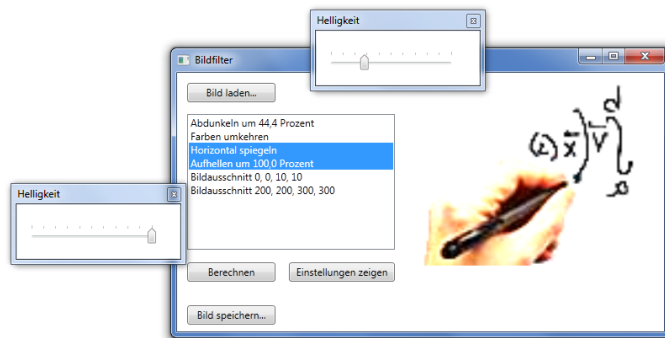 Helligkeit
Bildfilter
Bild laden...
Abdunkeln um 44,4 Prozent
Farben umkehren
Horizontal spiegeln
Aufhellen um 100,0 Prozent
Bildausschnitt 0, 0, 10, 10
Bildausschnitt 200, 200, 300, 300
Helligkeit
Berechnen
Einstellungen zeigen
Bild speichern...